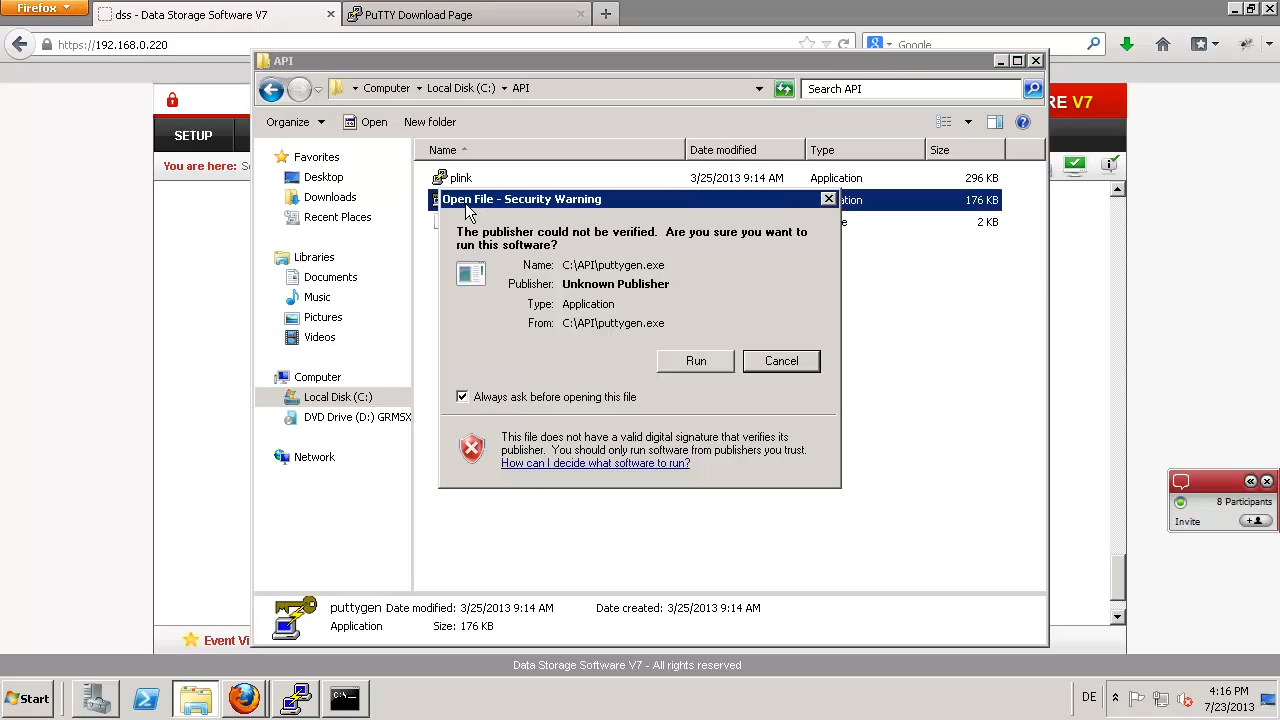 Firefox
dss - Data Storage Software V7
PuTTY Download Page
https://192.168.0.220
Google
API
Computer
Local Disk (C:)
API
Search API
RE V7
Organize
Open
New folder
SETUP
Name
Date modified
Type
Size
Favorites
You are here:
Desktop
plink
3/25/2013 9:14 AM
Application
296 KB
Downloads
Open File - Security Warning
ation
176 KB
Recent Places
e
2 KB
The publisher could not be verified. Are you sure you want to
run this software?
Libraries
Name: C:\API\puttygen.exe
Documents
Publisher: Unknown Publisher
Music
Type: Application
Pictures
From: C:\API\puttygen.exe
Videos
Run
Cancel
Computer
Local Disk (C:)
Always ask before opening this file
DVD Drive (D:) GRMSX
This file does not have a valid digital signature that verifies its
publisher. You should only run software from publishers you trust.
How can I decide what software to run?
Network
8 Participants
Invite
puttygen Date modified: 3/25/2013 9:14 AM
Date created: 3/25/2013 9:14 AM
Application
Size: 176 KB
Event Vi
Data Storage Software V7 - All rights reserved
Start
DE
4:16 PM
7/23/2013